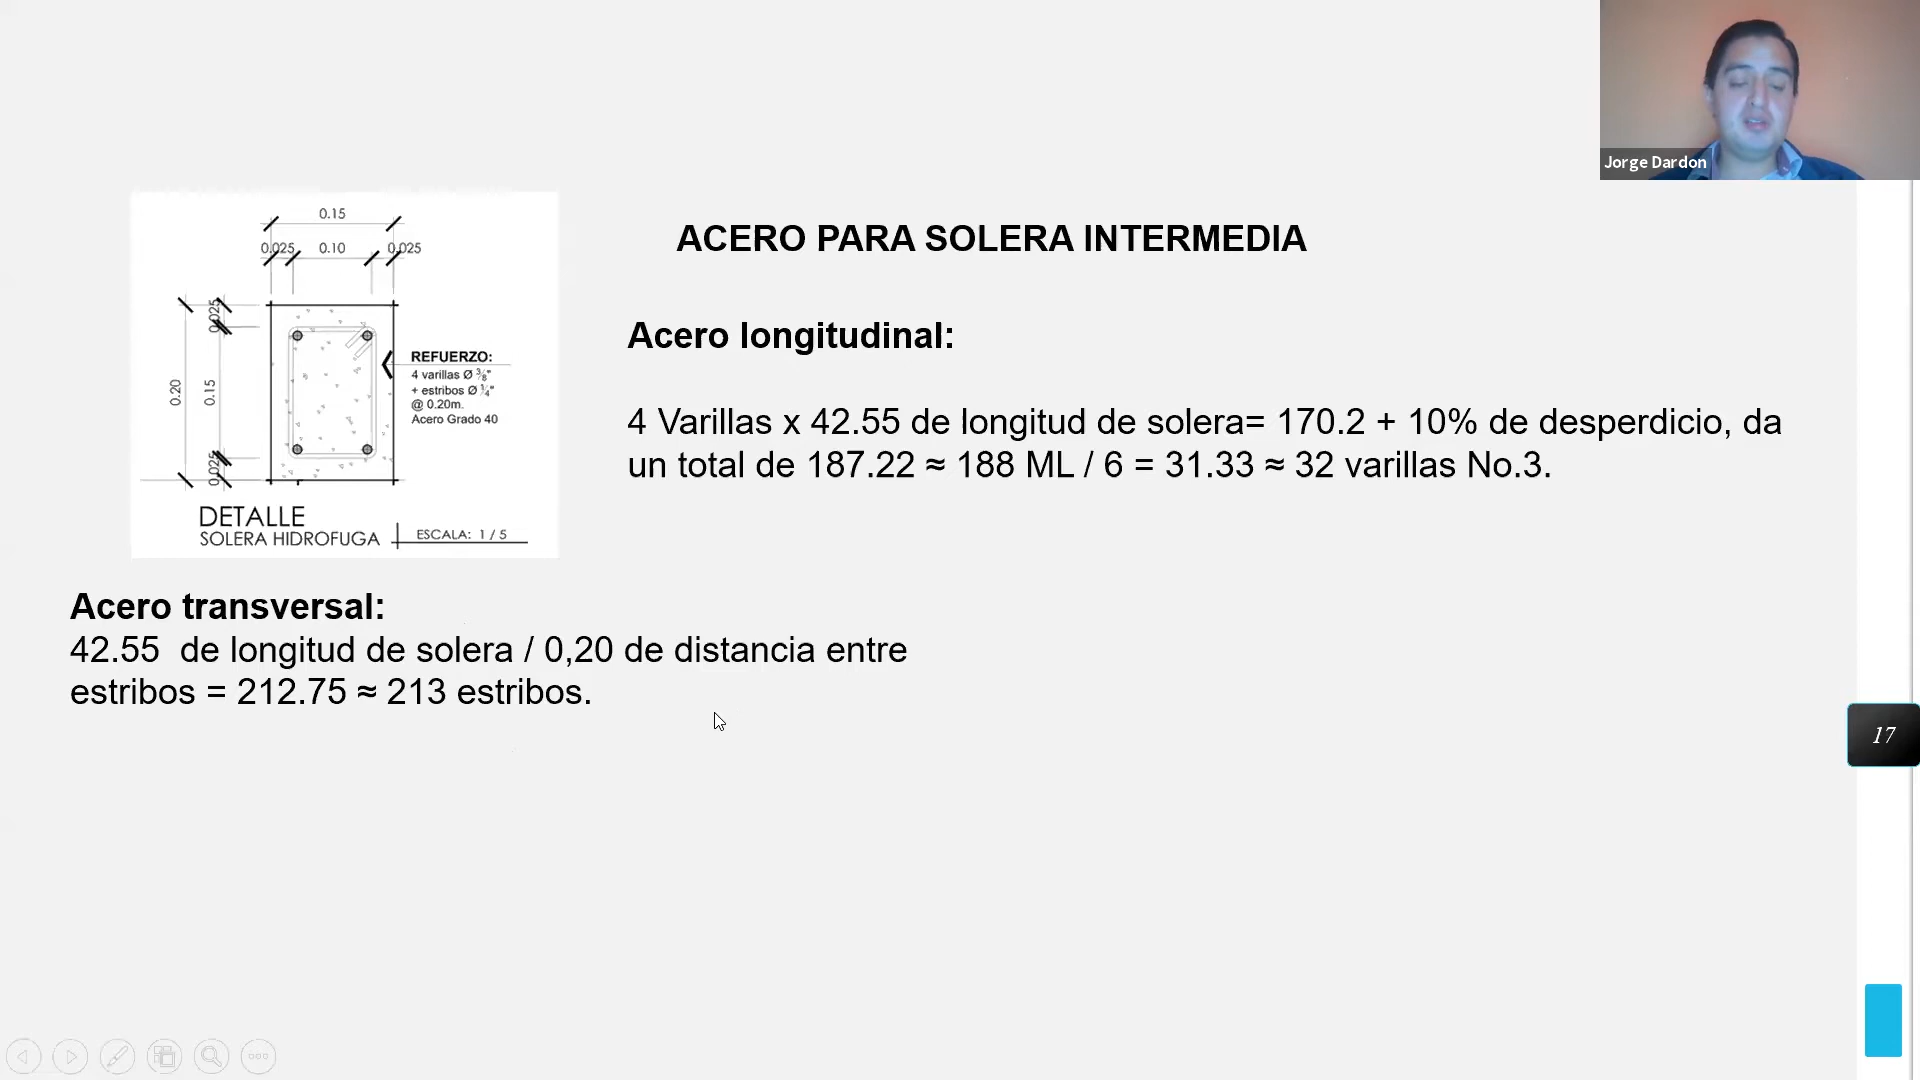 Jorge Dardon
0.15
0.025 0.10 0.025
0.025
0.20
0.15
0.025
REFUERZO:
4 varillas Ø 3/8"
+ estribos Ø 1/4"
@ 0.20m.
Acero Grado 40
DETALLE
SOLERA HIDROFUGA
ESCALA: 1 / 5
ACERO PARA SOLERA INTERMEDIA
Acero longitudinal:
4 Varillas x 42.55 de longitud de solera= 170.2 + 10% de desperdicio, da
un total de 187.22 ≈ 188 ML / 6 = 31.33 ≈ 32 varillas No.3.
Acero transversal:
42.55 de longitud de solera / 0,20 de distancia entre
estribos = 212.75 ≈ 213 estribos.
17